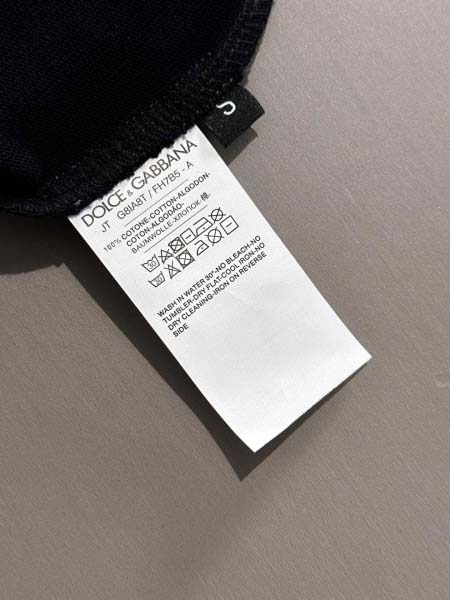 S
DOLCE & GABBANA
JT G8IA8T / FH7B5 - A
100% COTONE-COTTON-ALGODON-
COTON-ALGODÃO-
BAUMWOLLE-ХЛОПОК-棉
WASH IN WATER 30°-NO BLEACH-NO
TUMBLER-DRY FLAT-COOL IRON-NO
DRY CLEANING-IRON ON REVERSE
SIDE